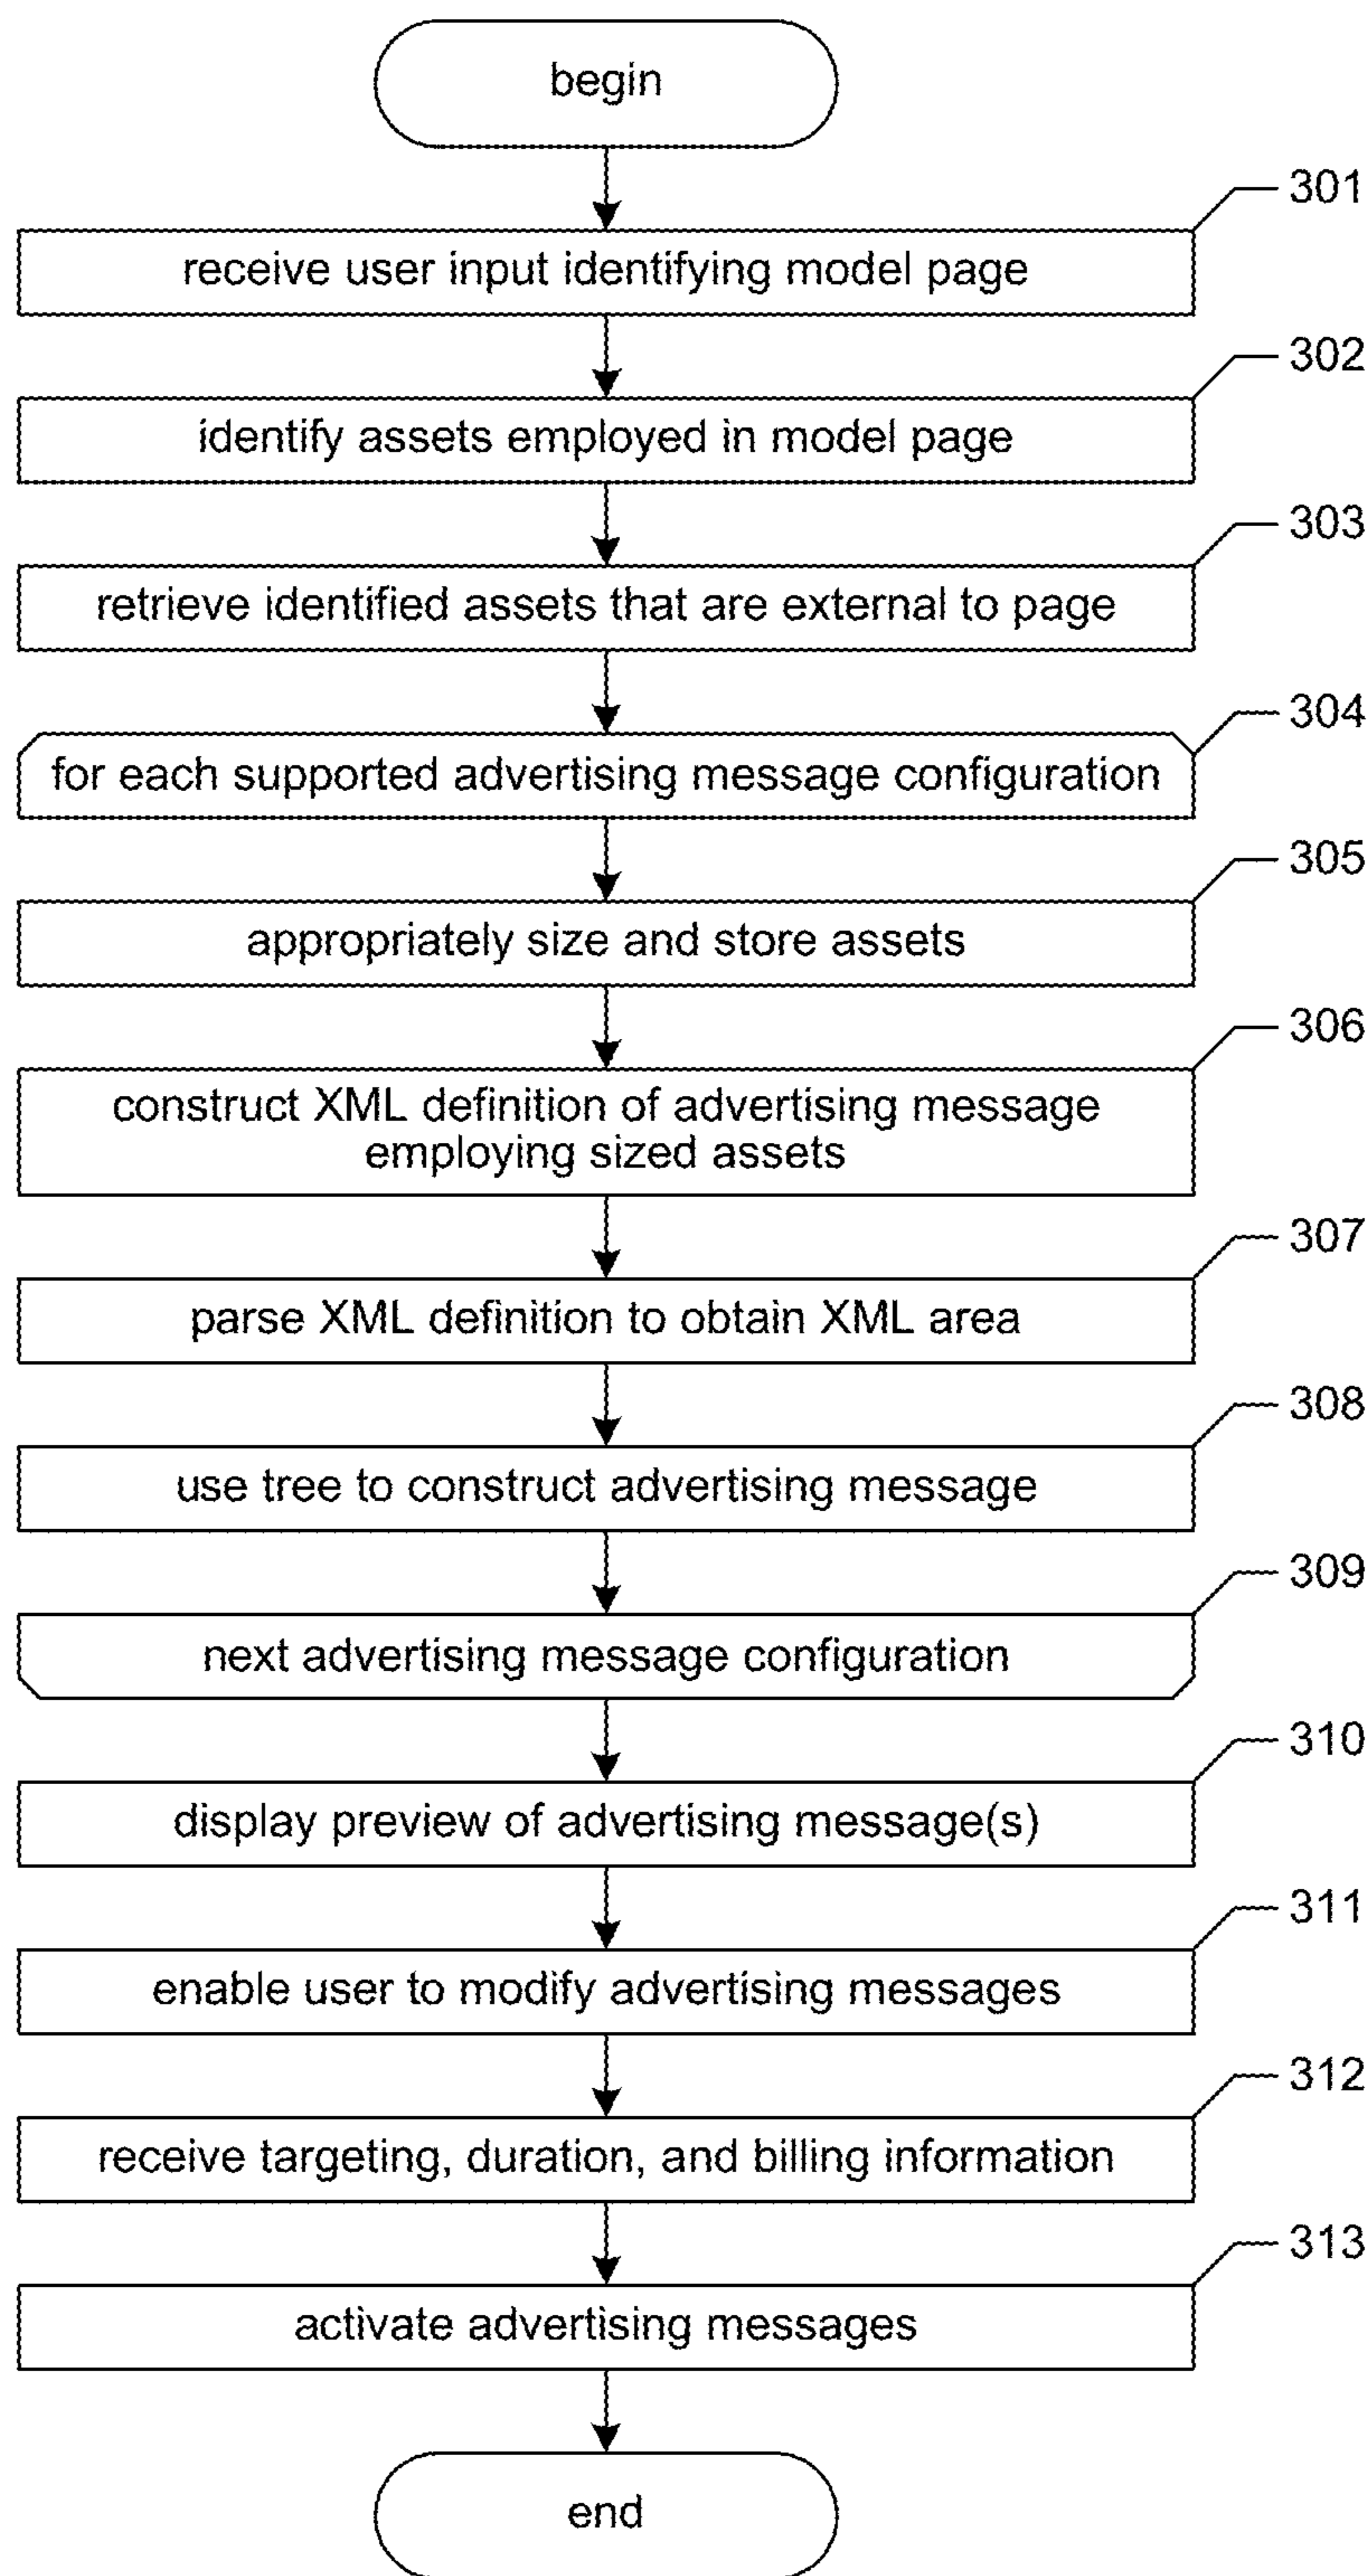 begin
301
receive user input identifying model page
302
identify assets employed in model page
303
retrieve identified assets that are external to page
304
for each supported advertising message configuration
305
appropriately size and store assets
306
construct XML definition of advertising message
employing sized assets
307
parse XML definition to obtain XML area
308
use tree to construct advertising message
309
next advertising message configuration
310
display preview of advertising message(s)
311
enable user to modify advertising messages
312
receive targeting, duration, and billing information
313
activate advertising messages
end